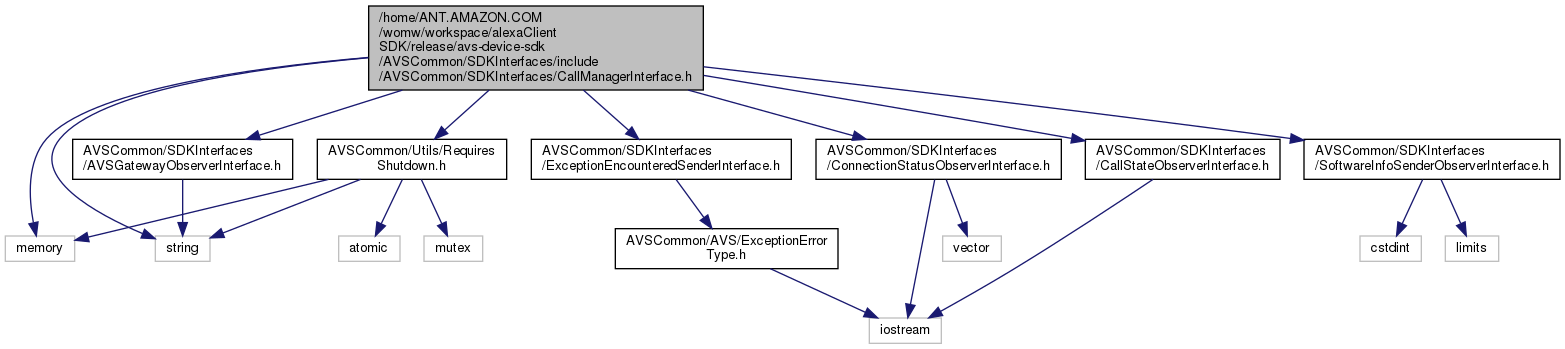 /home/ANT.AMAZON.COM
/womw/workspace/alexaClient
SDK/release/avs-device-sdk
/AVSCommon/SDKInterfaces/include
/AVSCommon/SDKInterfaces/CallManagerInterface.h
AVSCommon/SDKInterfaces
/AVSGatewayObserverInterface.h
AVSCommon/Utils/Requires
Shutdown.h
AVSCommon/SDKInterfaces
/ExceptionEncounteredSenderInterface.h
AVSCommon/SDKInterfaces
/ConnectionStatusObserverInterface.h
AVSCommon/SDKInterfaces
/CallStateObserverInterface.h
AVSCommon/SDKInterfaces
/SoftwareInfoSenderObserverInterface.h
memory
string
atomic
mutex
AVSCommon/AVS/ExceptionError
Type.h
vector
cstdint
limits
iostream